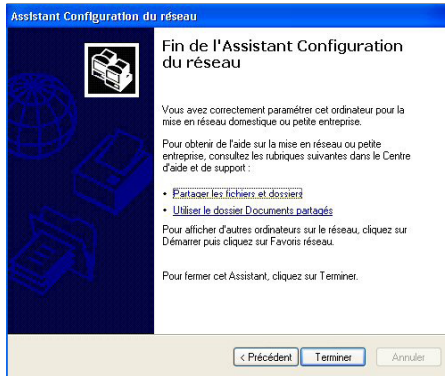 Assistant Configuration du réseau
Fin de l'Assistant Configuration
du réseau
Vous avez correctement paramétrer cet ordinateur pour la
mise en réseau domestique ou petite entreprise.
Pour obtenir de l'aide sur la mise en réseau ou petite
entreprise, consultez les rubriques suivantes dans le Centre
d'aide et de support :
• Partager les fichiers et dossiers
• Utiliser le dossier Documents partagés
Pour afficher d'autres ordinateurs sur le réseau, cliquez sur
Démarrer puis cliquez sur Favoris réseau.
Pour fermer cet Assistant, cliquez sur Terminer.
< Précédent
Terminer
Annuler